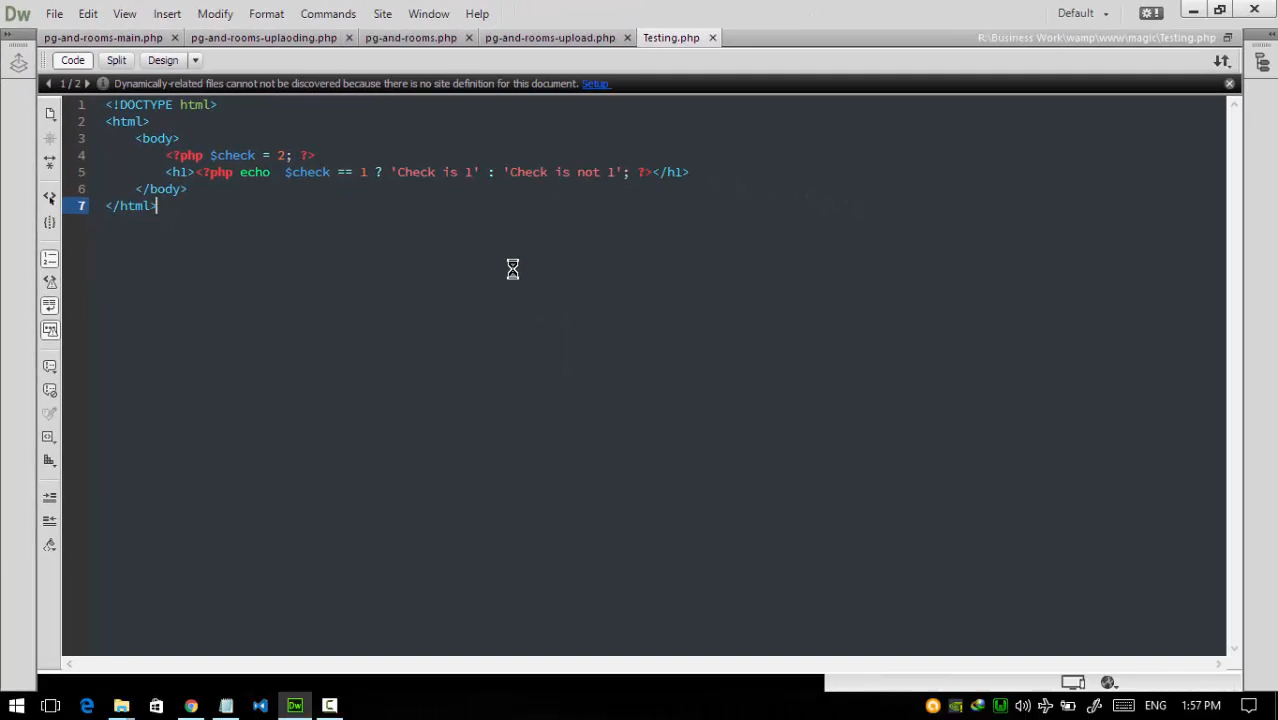 Dw File Edit View Insert Modify Format Commands Site Window Help Default
pg-and-rooms-main.php pg-and-rooms-uplaoding.php pg-and-rooms.php pg-and-rooms-upload.php Testing.php R:\Business Work\wamp\www\magic\Testing.php
Code Split Design
1 / 2 Dynamically-related files cannot be discovered because there is no site definition for this document. Setup
1 <!DOCTYPE html>
2 <html>
3 <body>
4 <?php $check = 2; ?>
5 <h1><?php echo  $check == 1 ? 'Check is 1' : 'Check is not 1'; ?></h1>
6 </body>
7 </html>
Dw ENG 1:57 PM